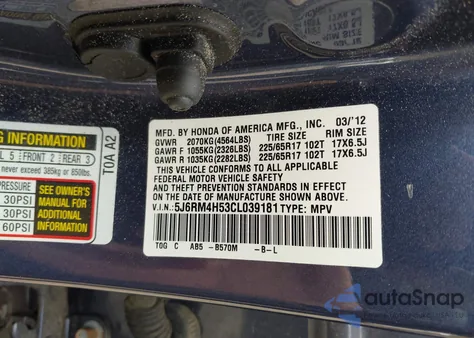 MFD. BY HONDA OF AMERICA MFG., INC. 03/'12
GVWR 2070KG(4564LBS) TIRE SIZE RIM SIZE
GAWR F 1055KG(2326LBS) 225/65R17 102T 17X6.5J
GAWR R 1035KG(2282LBS) 225/65R17 102T 17X6.5J
THIS VEHICLE CONFORMS TO ALL APPLICABLE
FEDERAL MOTOR VEHICLE SAFETY AND
THEFT PREVENTION STANDARDS IN EFFECT
ON THE DATE OF MANUFACTURE SHOWN ABOVE.
V.I.N.: 5J6RM4H53CL039181 TYPE: MPV
TOG C AB5 -B570M -B-L
INFORMATION
5 FRONT 2 REAR 3
never exceed 385kg or 850lbs.
TOA A2
PRESSURE
30PSI
30PSI
60PSI
SEE OWNER'S
MANUAL FOR
ADDITIONAL
INFORMATION
autoSnap